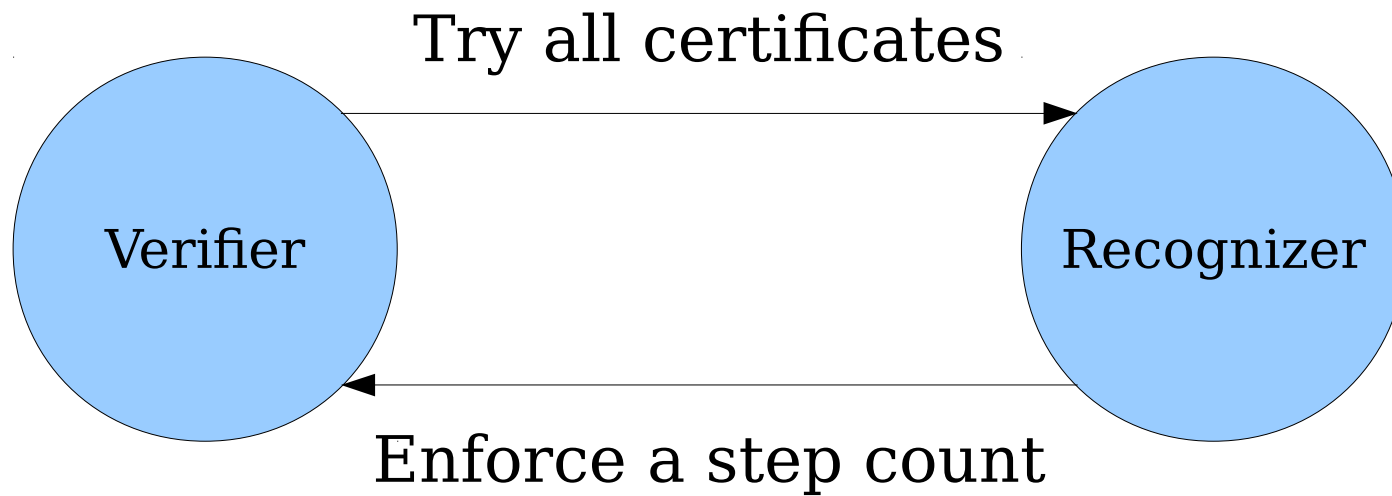 Try all certificates
Verifier
Recognizer
Enforce a step count